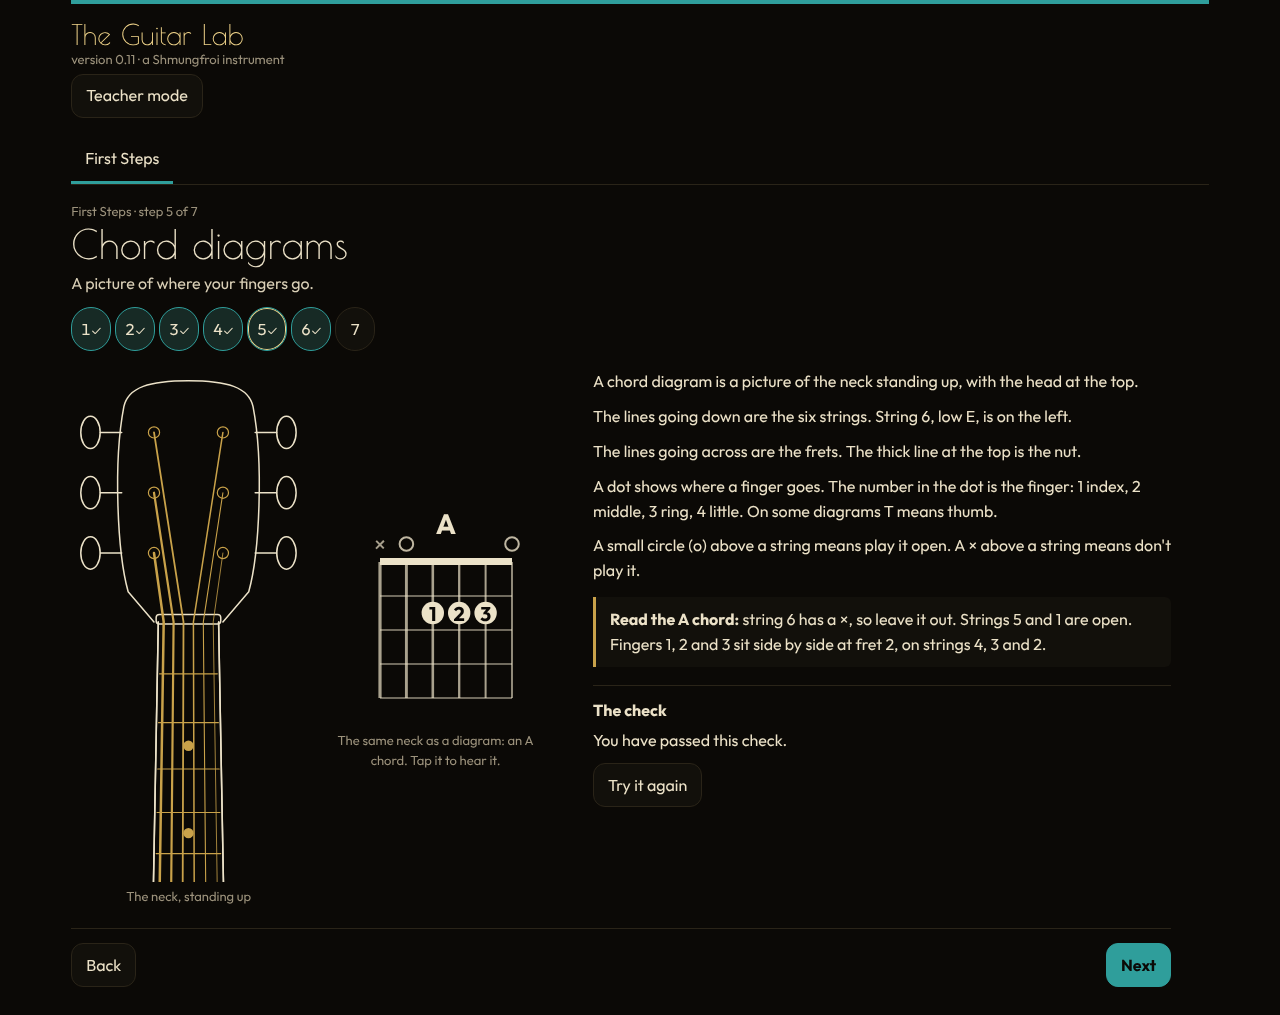 The Guitar Lab
version 0.11 · a Shmungfroi instrument
Teacher mode
First Steps
First Steps · step 5 of 7
Chord diagrams
A picture of where your fingers go.
1✓ 2✓ 3✓ 4✓ 5✓ 6✓ 7
A
× o o
1 2 3
The same neck as a diagram: an A
chord. Tap it to hear it.
The neck, standing up
A chord diagram is a picture of the neck standing up, with the head at the top.
The lines going down are the six strings. String 6, low E, is on the left.
The lines going across are the frets. The thick line at the top is the nut.
A dot shows where a finger goes. The number in the dot is the finger: 1 index, 2
middle, 3 ring, 4 little. On some diagrams T means thumb.
A small circle (o) above a string means play it open. A × above a string means don't
play it.
Read the A chord: string 6 has a ×, so leave it out. Strings 5 and 1 are open.
Fingers 1, 2 and 3 sit side by side at fret 2, on strings 4, 3 and 2.
The check
You have passed this check.
Try it again
Back
Next